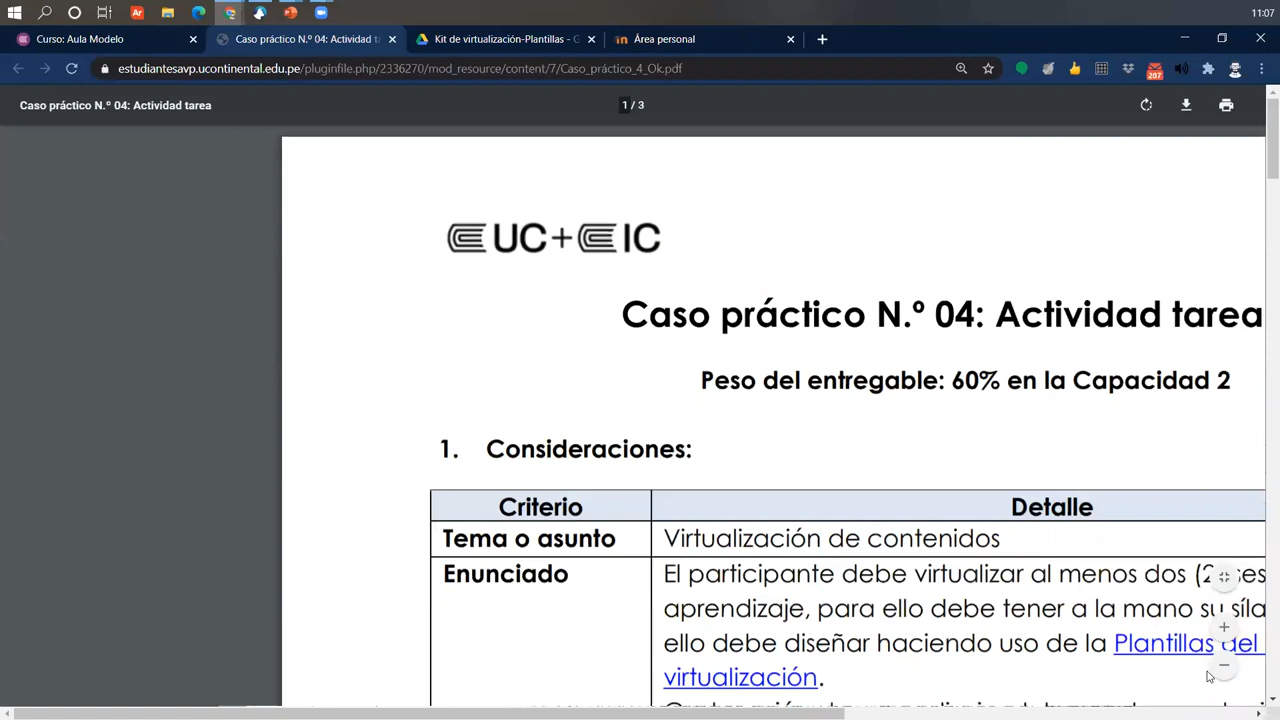 11:07
Curso: Aula Modelo
Caso práctico N.º 04: Actividad ta
Kit de virtualización-Plantillas - G
Área personal
estudiantesavp.ucontinental.edu.pe/pluginfile.php/2336270/mod_resource/content/7/Caso_práctico_4_Ok.pdf
207
Caso práctico N.º 04: Actividad tarea
1 / 3
UC+ IC
Caso práctico N.º 04: Actividad tarea
Peso del entregable: 60% en la Capacidad 2
1. Consideraciones:
Criterio Detalle
Tema o asunto Virtualización de contenidos
Enunciado El participante debe virtualizar al menos dos (2 ses
aprendizaje, para ello debe tener a la mano su síla
ello debe diseñar haciendo uso de la Plantillas del
virtualización.